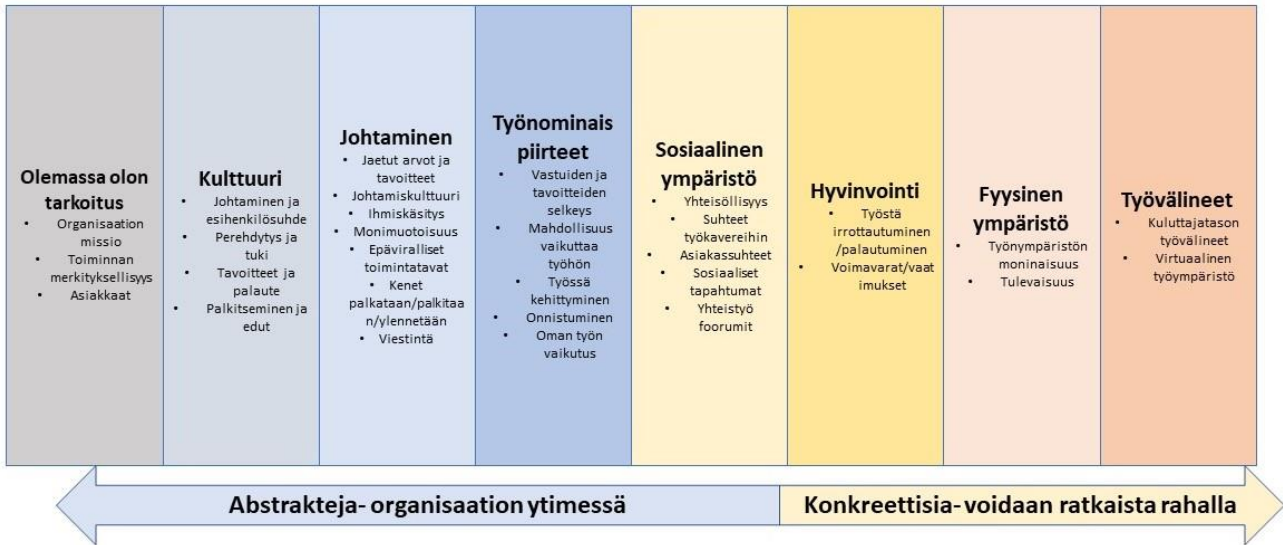 Olemassa olon
tarkoitus
• Organisaation
missio
• Toiminnan
merkityksellisyys
• Asiakkaat
Kulttuuri
• Johtaminen ja
esihenkilösuhde
• Perehdytys ja
tuki
• Tavoitteet ja
palaute
• Palkitseminen ja
edut
Johtaminen
• Jaetut arvot ja
tavoitteet
• Johtamiskulttuuri
• Ihmiskäsitys
• Monimuotoisuus
• Epäviralliset
toimintatavat
• Kenet
palkataan/palkitaa
n/ylennetään
• Viestintä
Työnominais
piirteet
• Vastuiden ja
tavoitteiden
selkeys
• Mahdollisuus
vaikuttaa
työhön
• Työssä
kehittyminen
• Onnistuminen
• Oman työn
vaikutus
Sosiaalinen
ympäristö
• Yhteisöllisyys
• Suhteet
työkavereihin
• Asiakassuhteet
• Sosiaaliset
tapahtumat
• Yhteistyö
foorumit
Hyvinvointi
• Työstä
irrottautuminen
/palautuminen
• Voimavarat/vaat
imukset
Fyysinen
ympäristö
• Työnympäristön
moninaisuus
• Tulevaisuus
Työvälineet
• Kuluttajatason
työvälineet
• Virtuaalinen
työympäristö
Abstrakteja- organisaation ytimessä
Konkreettisia- voidaan ratkaista rahalla